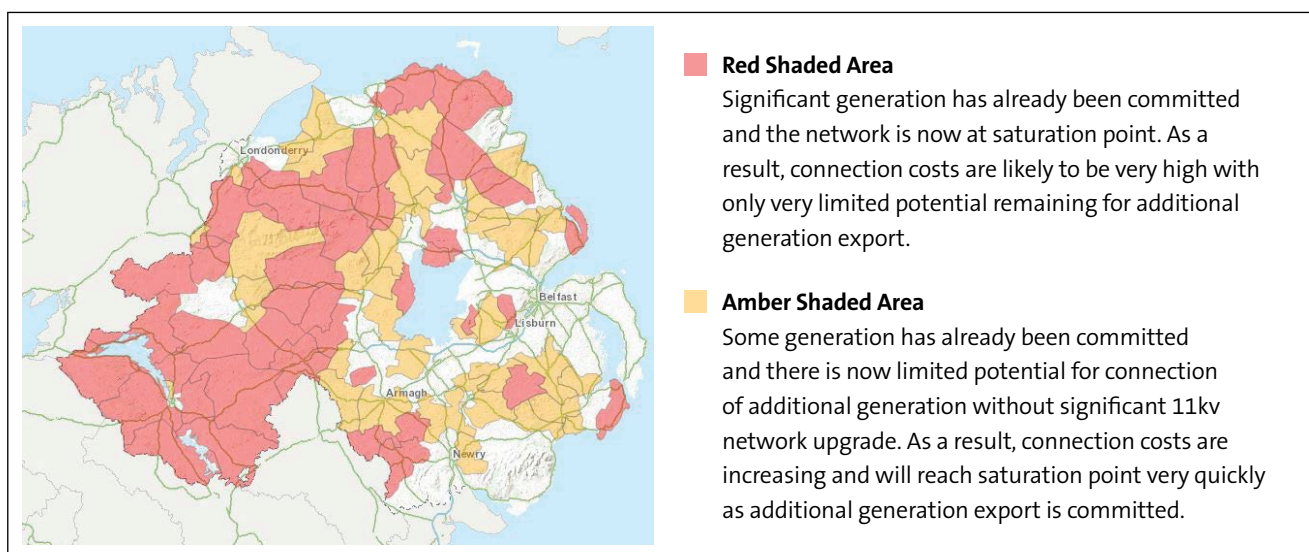 Londonderry
Belfast
Lisburn
Armagh
Newry
Red Shaded Area
Significant generation has already been committed
and the network is now at saturation point. As a
result, connection costs are likely to be very high with
only very limited potential remaining for additional
generation export.
Amber Shaded Area
Some generation has already been committed
and there is now limited potential for connection
of additional generation without significant 11kv
network upgrade. As a result, connection costs are
increasing and will reach saturation point very quickly
as additional generation export is committed.